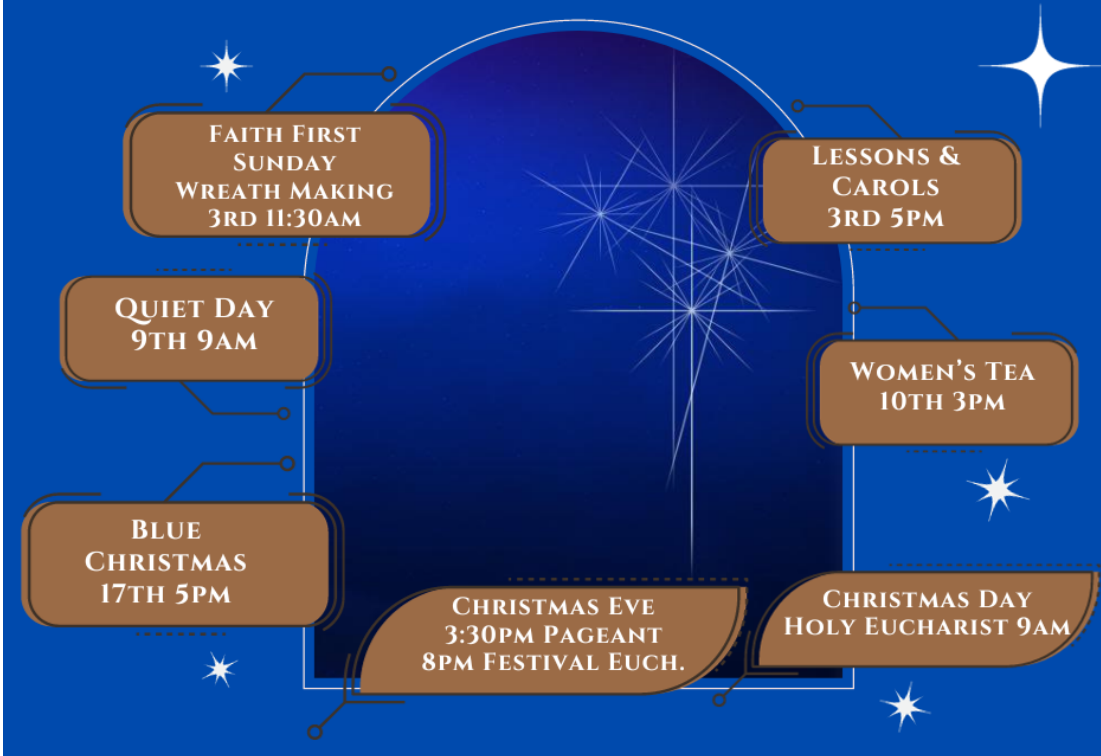 Faith First
Sunday
Wreath Making
3rd 11:30am
Lessons &
Carols
3rd 5pm
Quiet Day
9th 9am
Women's Tea
10th 3pm
Blue
Christmas
17th 5pm
Christmas Eve
3:30pm Pageant
8pm Festival Euch.
Christmas Day
Holy Eucharist 9am